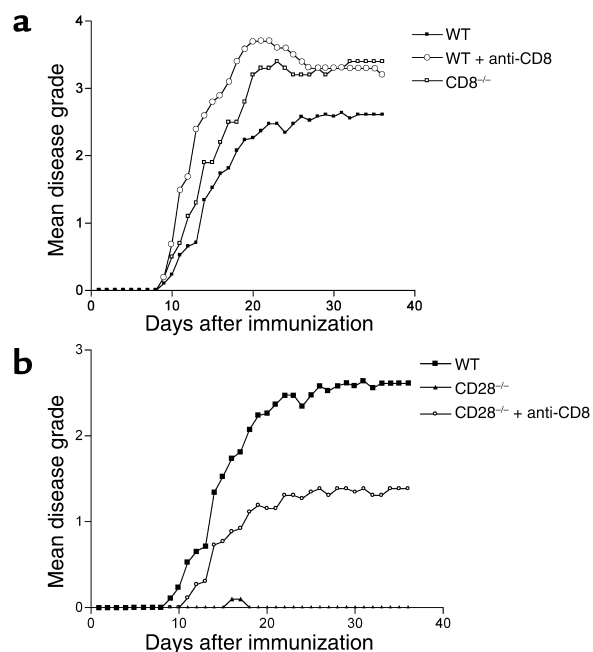 a
WT
WT + anti-CD8
CD8–/–
Mean disease grade
4
3
2
1
0
0 10 20 30 40
Days after immunization
b
WT
CD28–/–
CD28–/– + anti-CD8
Mean disease grade
3
2
1
0
0 10 20 30 40
Days after immunization